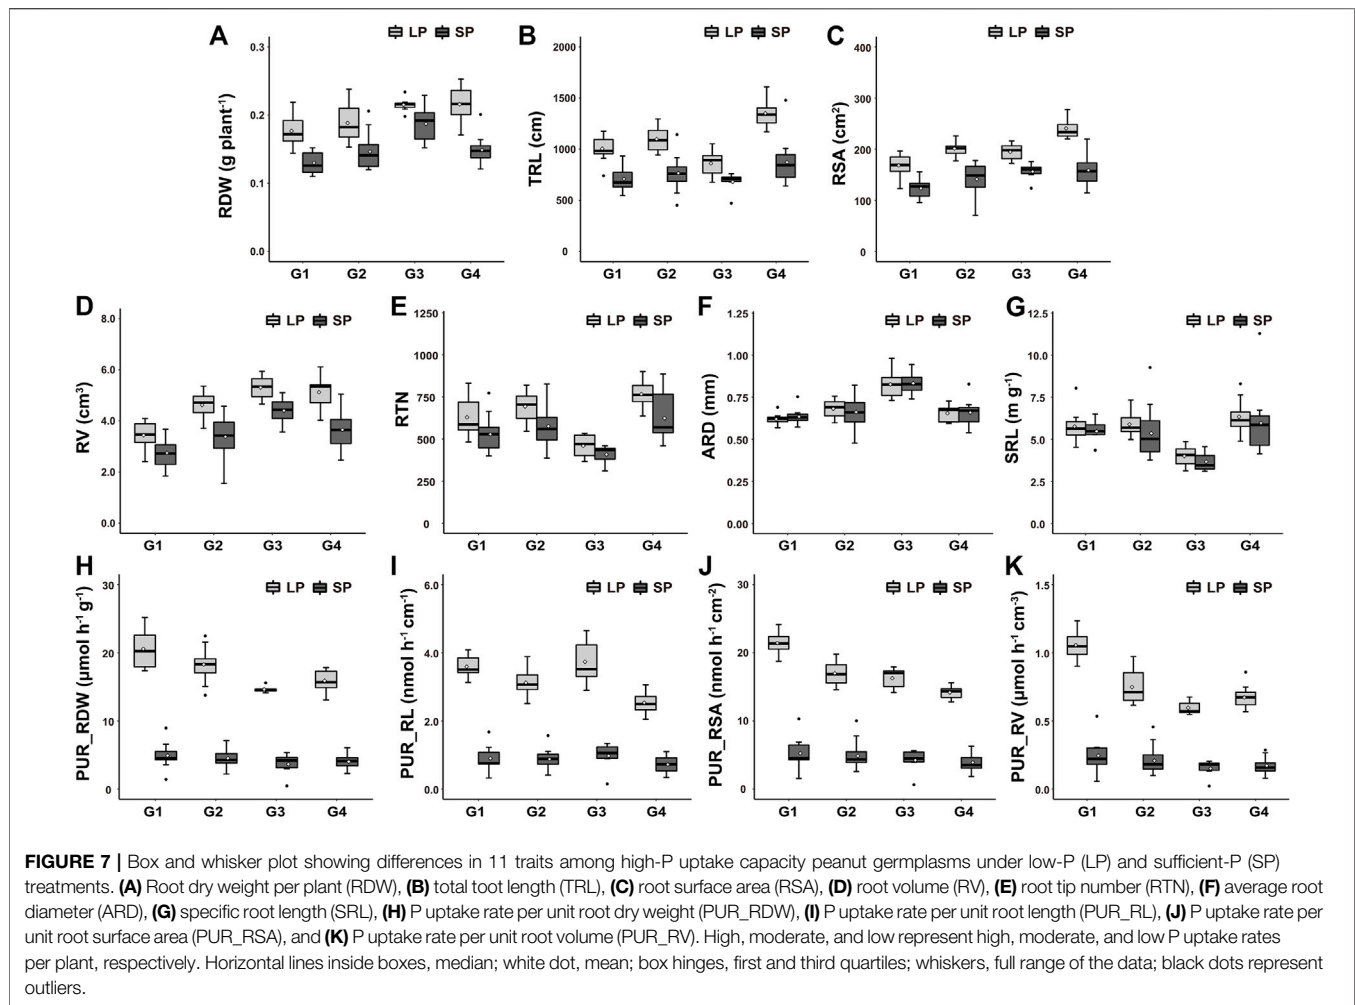 A LP SP
RDW (g plant⁻¹)
0.3
0.2
0.1
0.0
G1 G2 G3 G4
B LP SP
TRL (cm)
2000
1500
1000
500
0
G1 G2 G3 G4
C LP SP
RSA (cm²)
400
300
200
100
0
G1 G2 G3 G4
D LP SP
RV (cm³)
8.0
6.0
4.0
2.0
0.0
G1 G2 G3 G4
E LP SP
RTN
1250
1000
750
500
250
0
G1 G2 G3 G4
F LP SP
ARD (mm)
1.25
1.00
0.75
0.50
0.25
0.00
G1 G2 G3 G4
G LP SP
SRL (m g⁻¹)
12.5
10.0
7.5
5.0
2.5
0.0
G1 G2 G3 G4
H LP SP
PUR_RDW (µmol h⁻¹ g⁻¹)
30
20
10
0
G1 G2 G3 G4
I LP SP
PUR_RL (nmol h⁻¹ cm⁻¹)
6.0
4.0
2.0
0.0
G1 G2 G3 G4
J LP SP
PUR_RSA (nmol h⁻¹ cm⁻²)
30
20
10
0
G1 G2 G3 G4
K LP SP
PUR_RV (µmol h⁻¹ cm⁻³)
1.5
1.0
0.5
0.0
G1 G2 G3 G4
FIGURE 7 | Box and whisker plot showing differences in 11 traits among high-P uptake capacity peanut germplasms under low-P (LP) and sufficient-P (SP)
treatments. (A) Root dry weight per plant (RDW), (B) total toot length (TRL), (C) root surface area (RSA), (D) root volume (RV), (E) root tip number (RTN), (F) average root
diameter (ARD), (G) specific root length (SRL), (H) P uptake rate per unit root dry weight (PUR_RDW), (I) P uptake rate per unit root length (PUR_RL), (J) P uptake rate per
unit root surface area (PUR_RSA), and (K) P uptake rate per unit root volume (PUR_RV). High, moderate, and low represent high, moderate, and low P uptake rates
per plant, respectively. Horizontal lines inside boxes, median; white dot, mean; box hinges, first and third quartiles; whiskers, full range of the data; black dots represent
outliers.